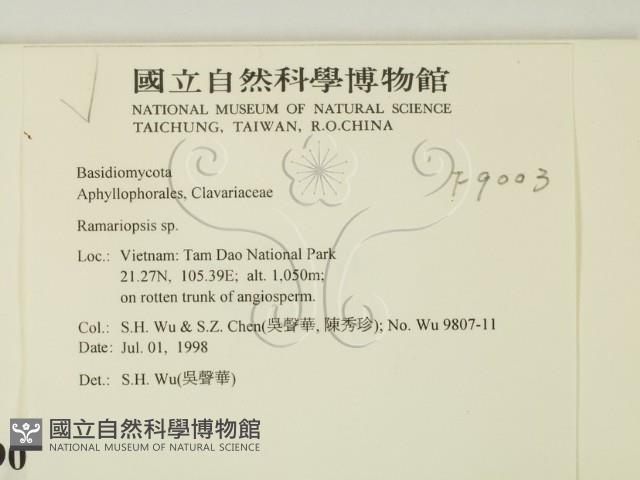 國立自然科學博物館
NATIONAL MUSEUM OF NATURAL SCIENCE
TAICHUNG, TAIWAN, R.O.CHINA
Basidiomycota
Aphyllophorales, Clavariaceae
F9003
Ramariopsis sp.
Loc.: Vietnam: Tam Dao National Park
21.27N, 105.39E; alt. 1,050m;
on rotten trunk of angiosperm.
Col.: S.H. Wu & S.Z. Chen(吳聲華, 陳秀珍); No. Wu 9807-11
Date: Jul. 01, 1998
Det.: S.H. Wu(吳聲華)
國立自然科學博物館
NATIONAL MUSEUM OF NATURAL SCIENCE